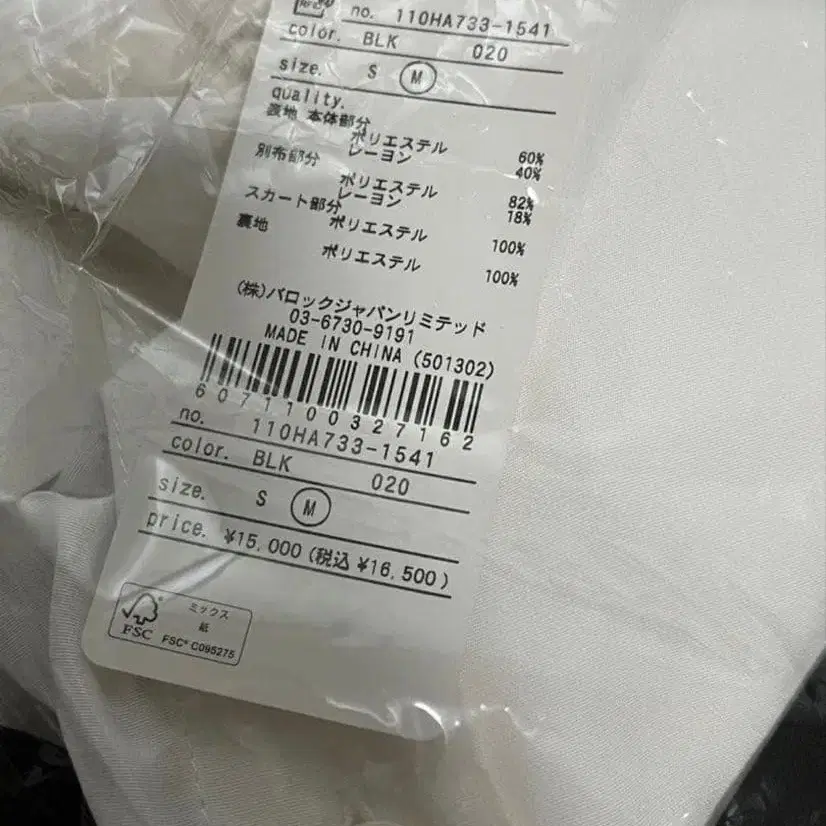 no. 110HA733-1541
color. BLK 020
size. S M
quality.
表地 本体部分
ポリエステル 60%
レーヨン 40%
別布部分
ポリエステル 82%
レーヨン 18%
スカート部分
ポリエステル 100%
裏地
ポリエステル 100%
(株)バロックジャパンリミテッド
03-6730-9191
MADE IN CHINA (501302)
6071100327162
no. 110HA733-1541
color. BLK 020
size. S M
price. ¥15,000 (税込 ¥16,500)
ミックス
紙
FSC
FSC® C095275